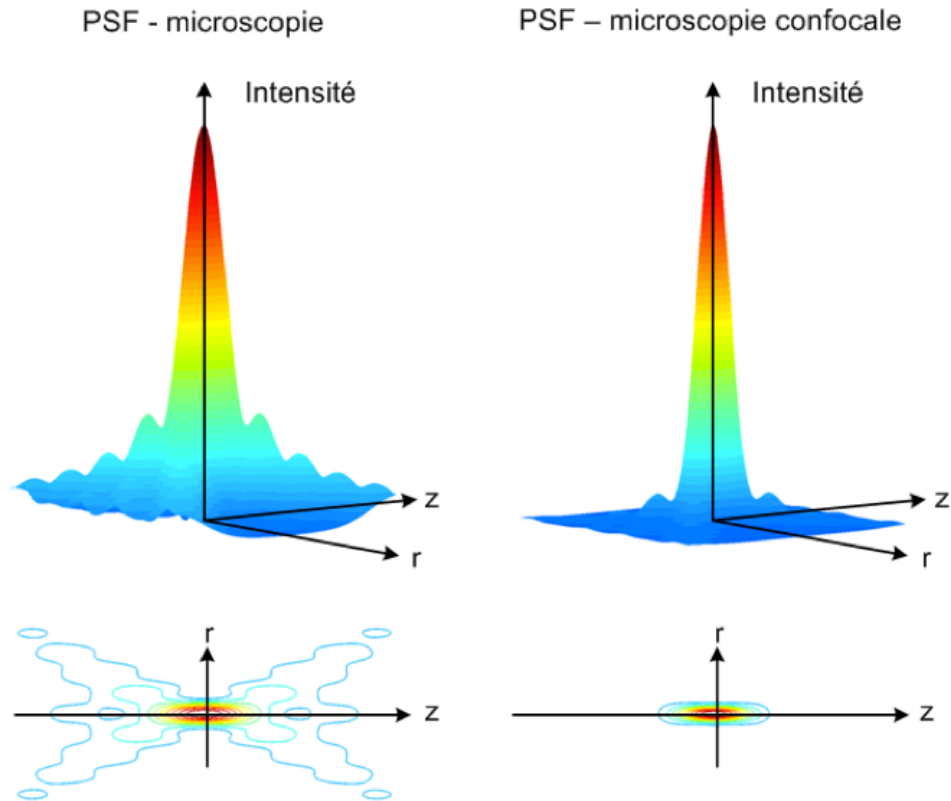 PSF - microscopie
PSF – microscopie confocale
Intensité
Intensité
z
r
z
r
r
z
r
z